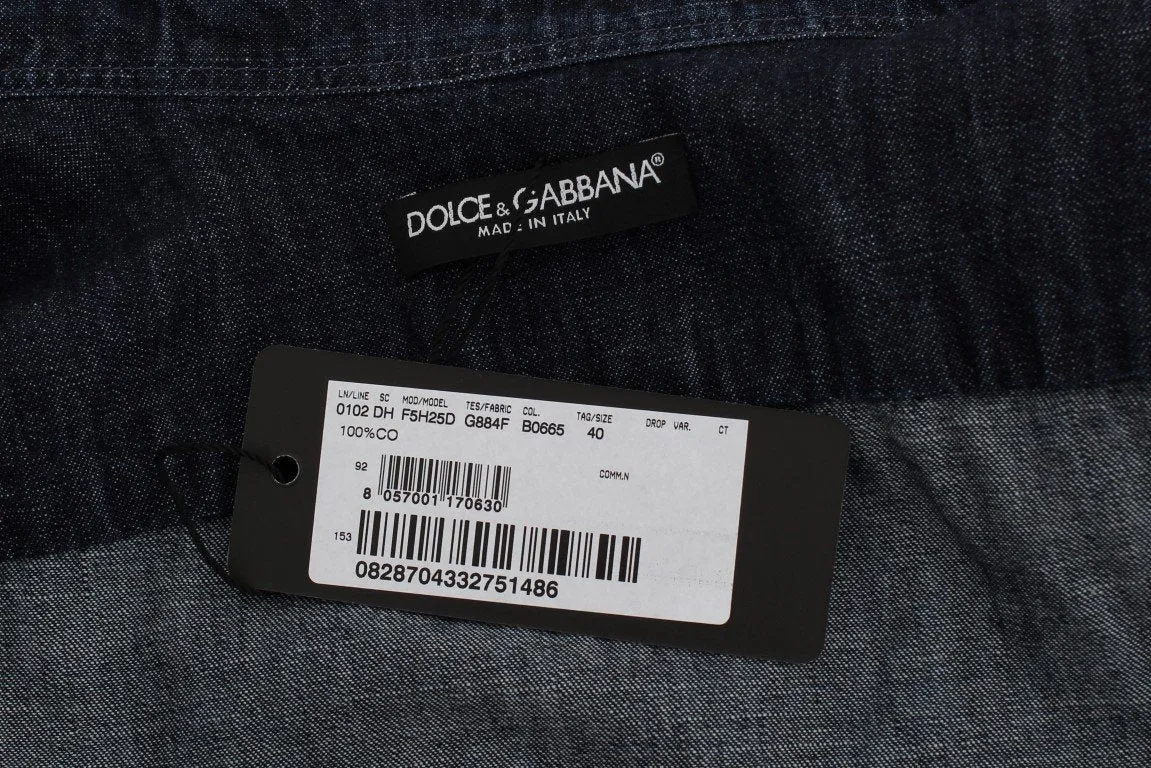 DOLCE & GABBANA®
MADE IN ITALY
LN/LINE SC MOD/MODEL TES/FABRIC COL. TAG/SIZE DROP VAR. CT
0102 DH F5H25D G884F B0665 40
100%CO
COMM.N
92
8 057001 170630
153
0828704332751486